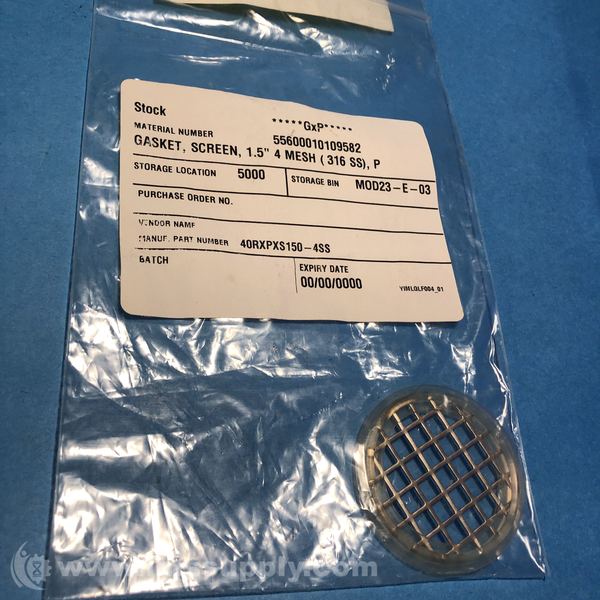 Stock
*****GxP*****
MATERIAL NUMBER 55600010109582
GASKET, SCREEN, 1.5" 4 MESH ( 316 SS), P
STORAGE LOCATION 5000 STORAGE BIN MOD23-E-03
PURCHASE ORDER NO.
VENDOR NAME
MANUF. PART NUMBER 40RXPXS150-4SS
BATCH EXPIRY DATE
00/00/0000 YIMLQLF004_01